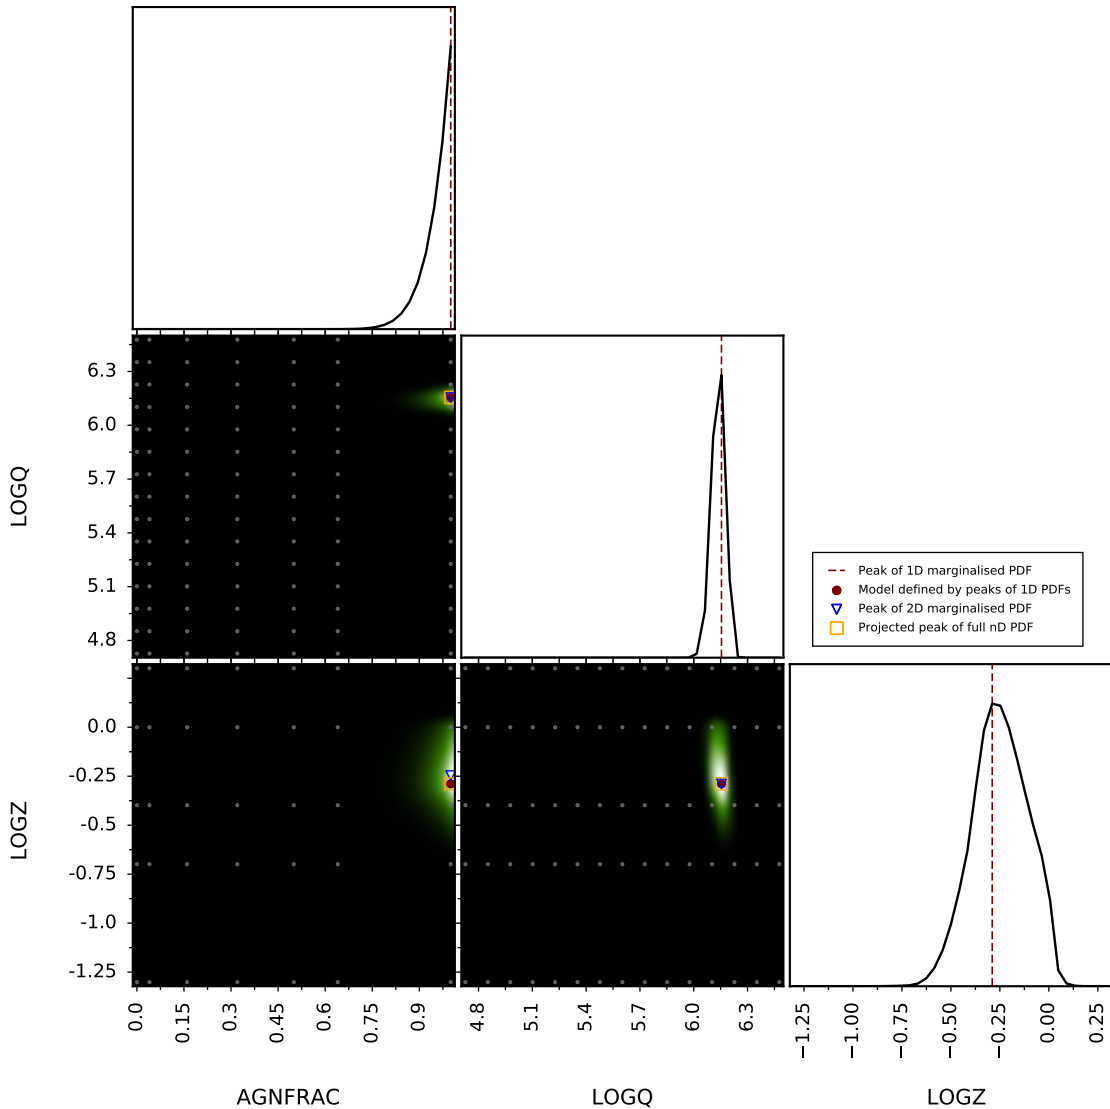 6.3
6.0
5.7
5.4
5.1
4.8
LOGQ
Peak of 1D marginalised PDF
Model defined by peaks of 1D PDFs
Peak of 2D marginalised PDF
Projected peak of full nD PDF
0.0
-0.25
-0.5
-0.75
-1.0
-1.25
LOGZ
0.0 0.15 0.3 0.45 0.6 0.75 0.9
4.8 5.1 5.4 5.7 6.0 6.3
−1.25 −1.00 −0.75 −0.50 −0.25 0.00 0.25
AGNFRAC
LOGQ
LOGZ